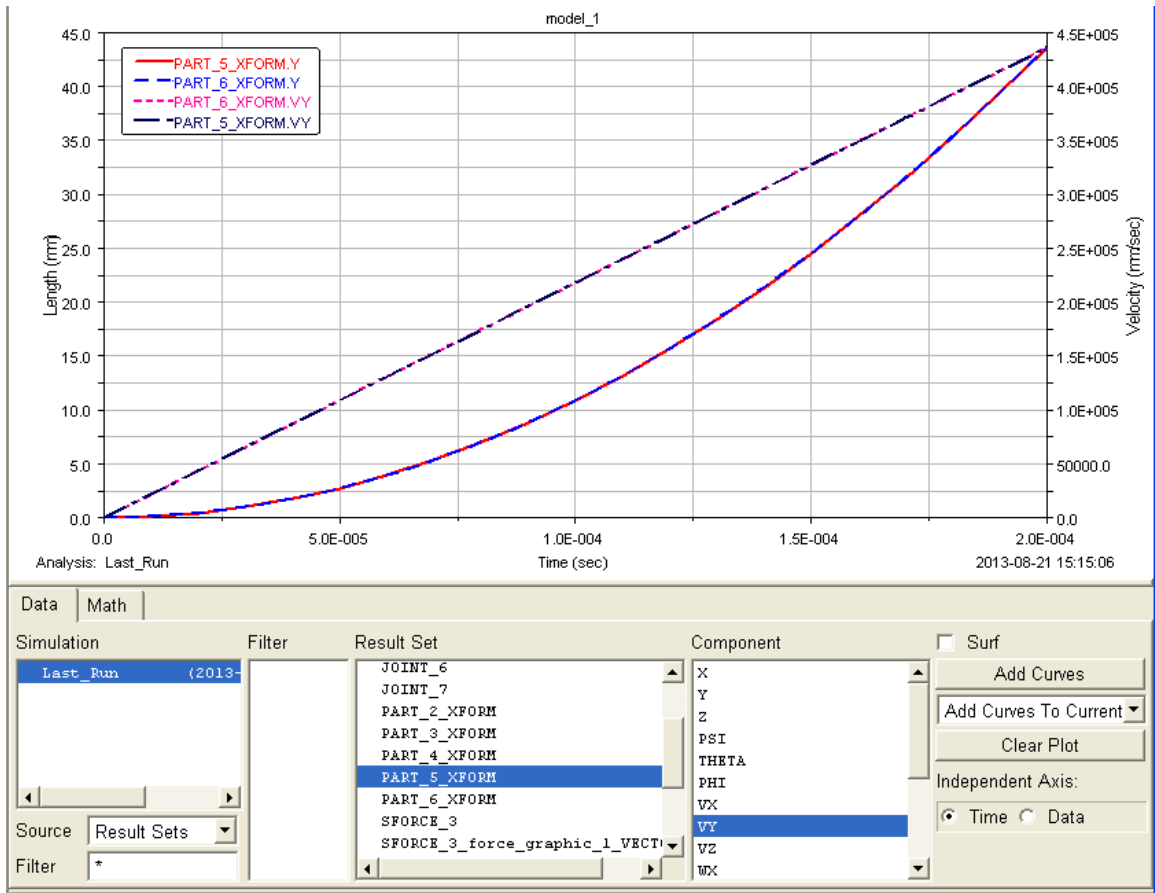 model_1
45.0
40.0
35.0
30.0
25.0
20.0
15.0
10.0
5.0
0.0
Length (mm)
PART_5_XFORM.Y
PART_6_XFORM.Y
PART_6_XFORM.VY
PART_5_XFORM.VY
4.5E+005
4.0E+005
3.5E+005
3.0E+005
2.5E+005
2.0E+005
1.5E+005
1.0E+005
50000.0
0.0
Velocity (mm/sec)
0.0 5.0E-005 1.0E-004 1.5E-004 2.0E-004
Analysis: Last_Run Time (sec) 2013-08-21 15:15:06
Data Math
Simulation Filter Result Set Component Surf
Last_Run (2013-
JOINT_6
JOINT_7
PART_2_XFORM
PART_3_XFORM
PART_4_XFORM
PART_5_XFORM
PART_6_XFORM
SFORCE_3
SFORCE_3_force_graphic_1_VECT
X
Y
Z
PSI
THETA
PHI
VX
VY
VZ
WX
Add Curves
Add Curves To Current
Clear Plot
Independent Axis:
Time Data
Source Result Sets
Filter *